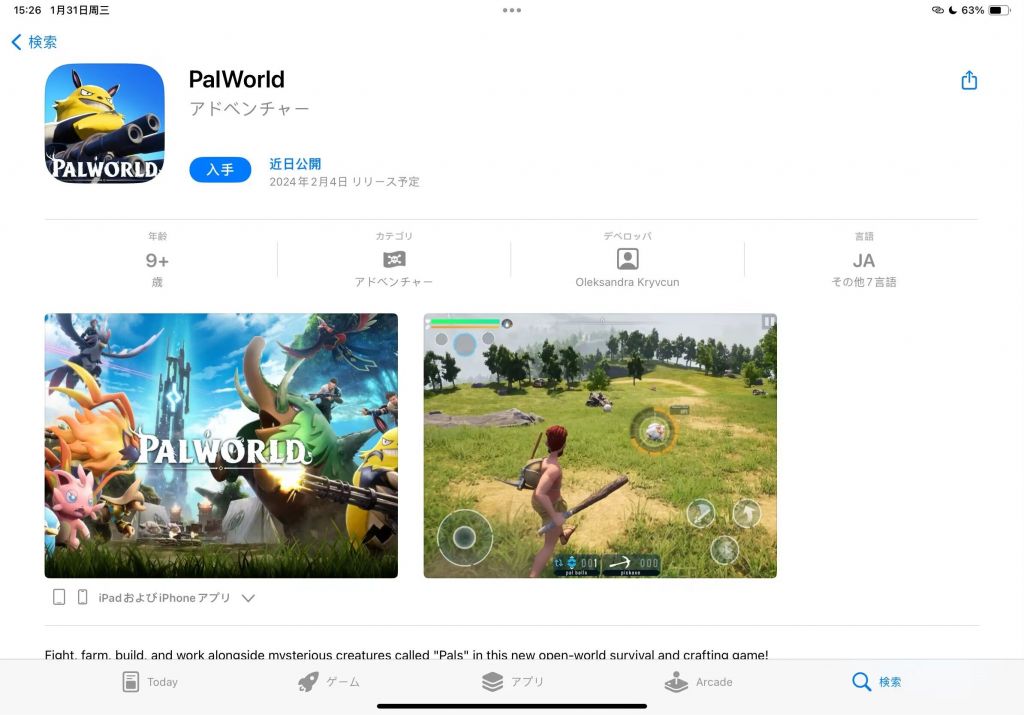 15:26 1月31日周三
63%
検索
PalWorld
アドベンチャー
PALWORLD
入手
近日公開
2024年2月4日 リリース予定
年齢
9+
歳
カテゴリ
アドベンチャー
デベロッパ
Oleksandra Kryvcun
言語
JA
その他7言語
PALWORLD
001
pal balls
000
pickaxe
iPadおよびiPhoneアプリ
Fight, farm, build, and work alongside mysterious creatures called "Pals" in this new open-world survival and crafting game!
Today
ゲーム
アプリ
Arcade
検索